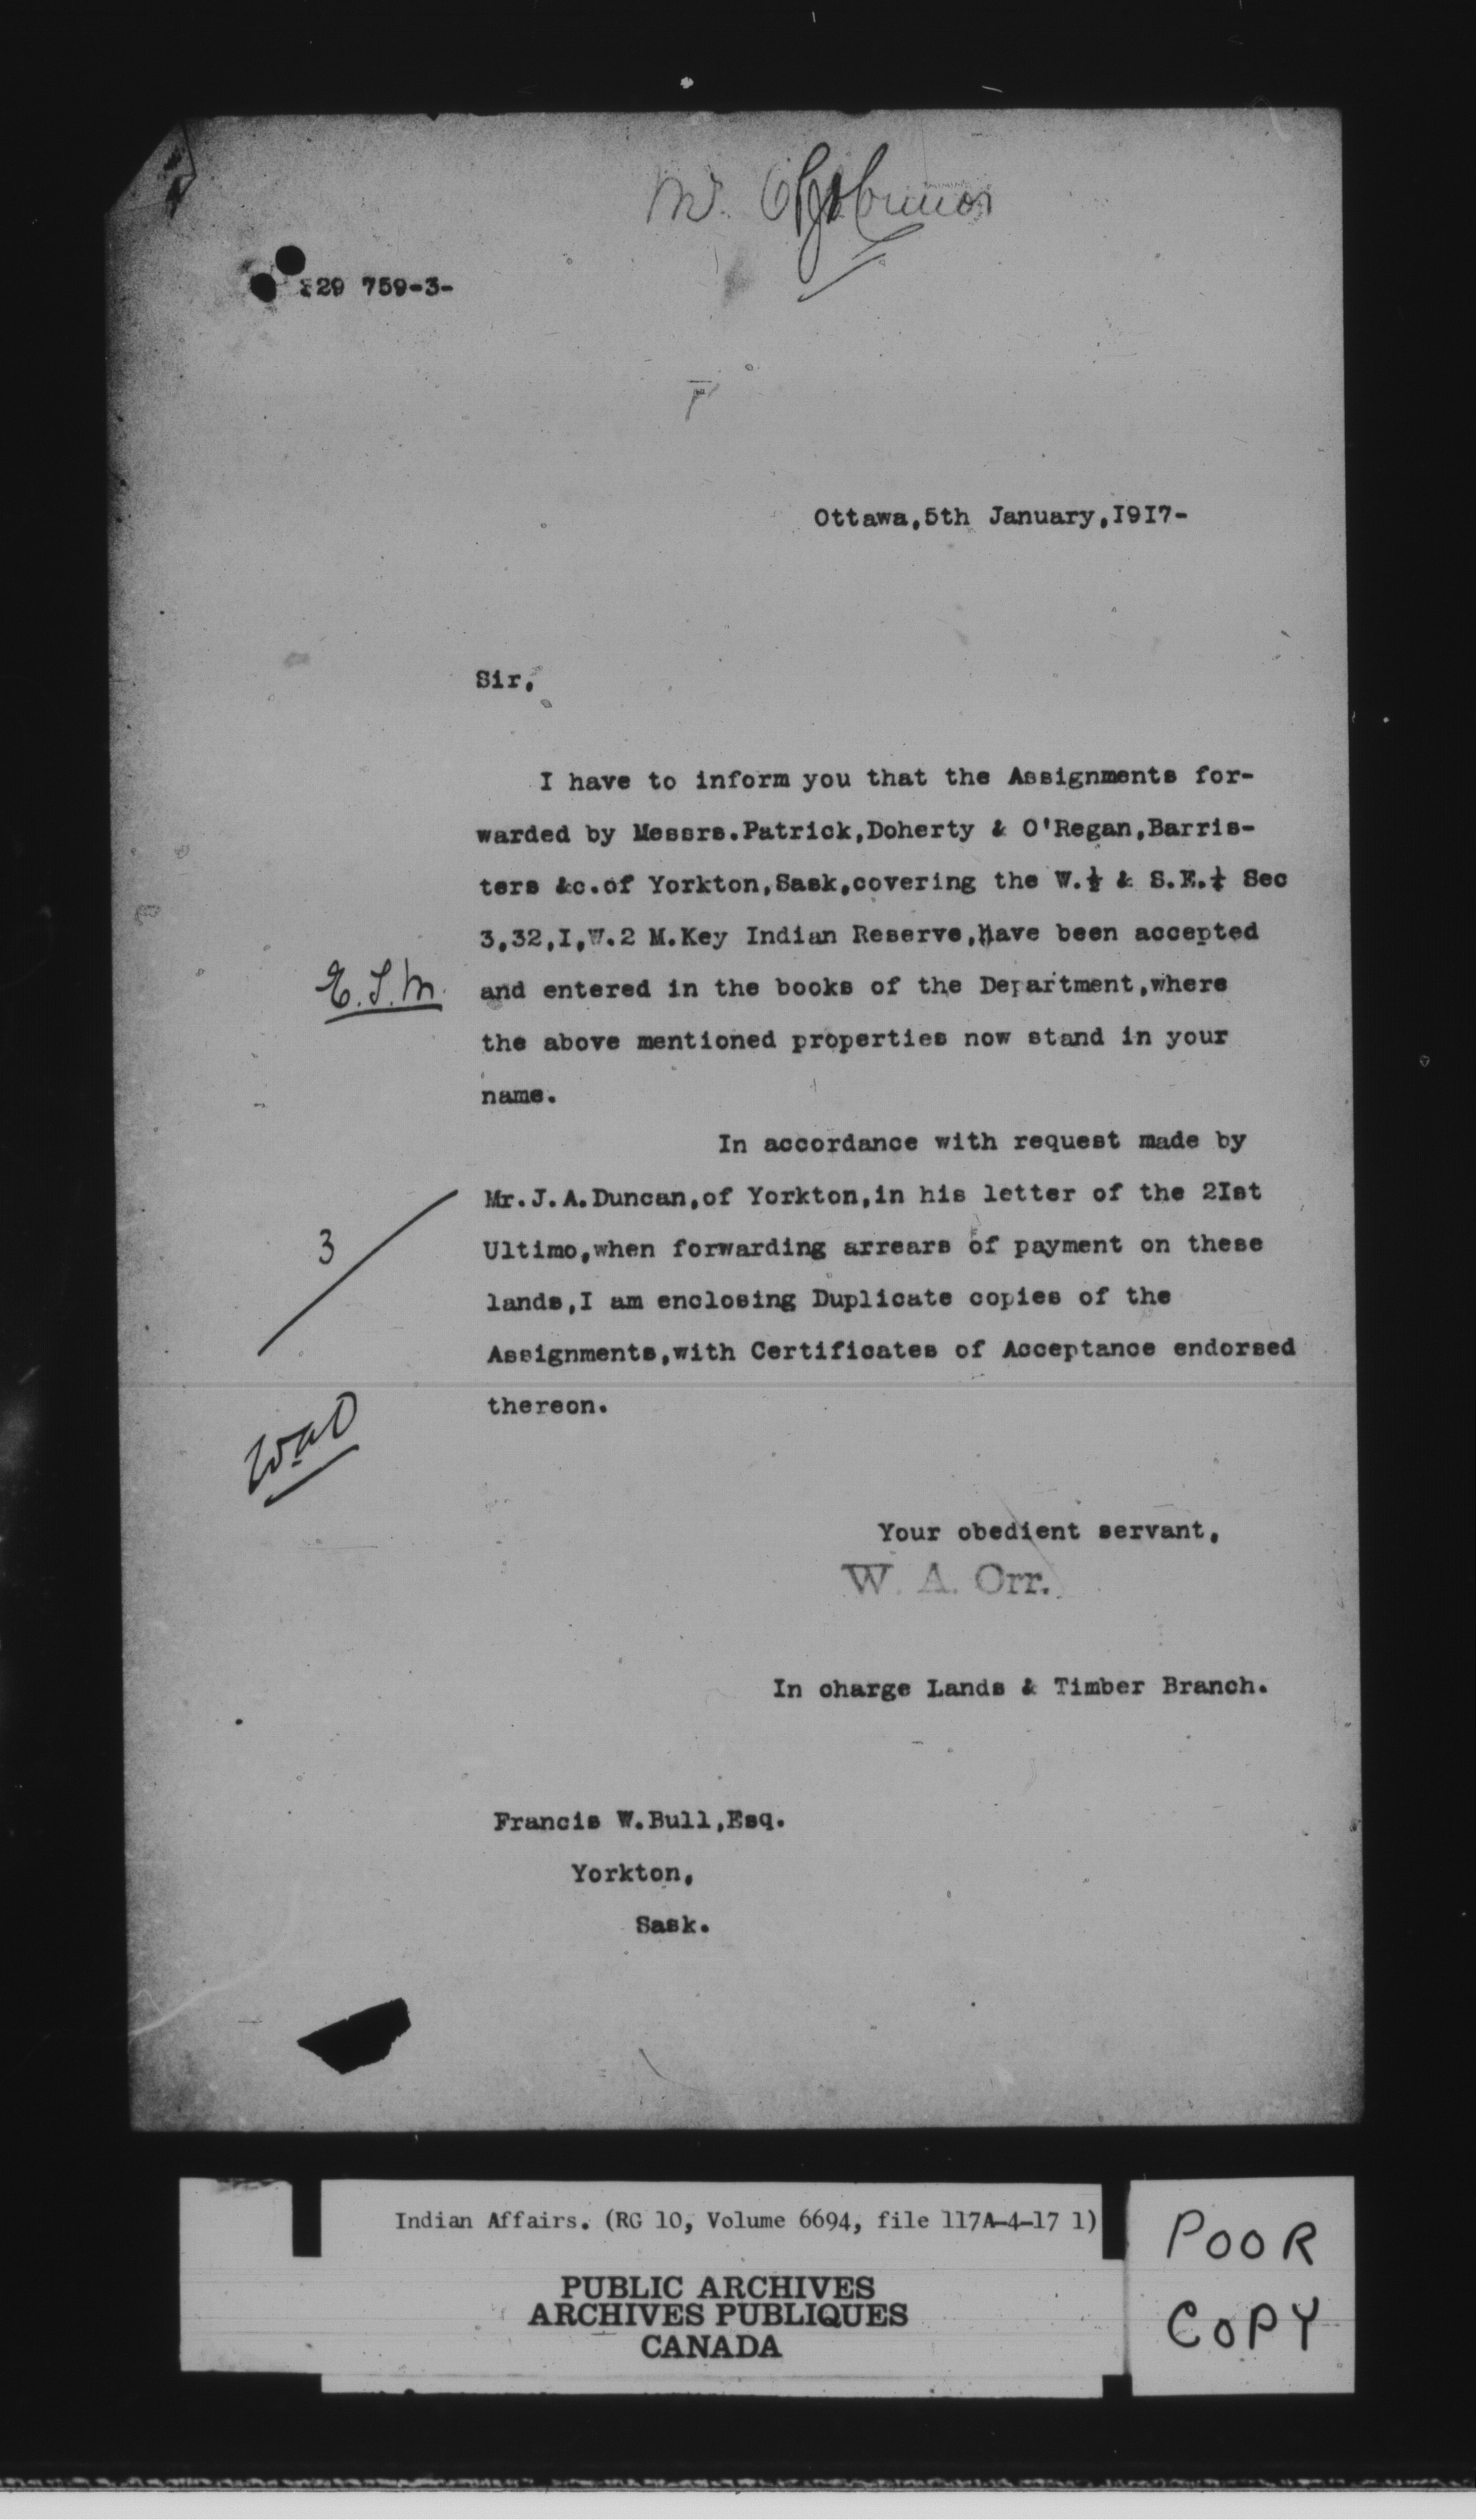 Mr.
29 759-3-
Ottawa,5th January,I9I7-
Sir,
I have to inform you that the Assignments for-
warded by Messrs.Patrick,Doherty & O'Regan,Barris-
ters &c.of Yorkton,Sask,covering the W.½ & S.E.¼ Sec
3,32,I,W.2 M.Key Indian Reserve,have been accepted
E.S.M.
and entered in the books of the Department,where
the above mentioned properties now stand in your
name.
In accordance with request made by
Mr.J.A.Duncan,of Yorkton,in his letter of the 2Ist
3
Ultimo,when forwarding arrears of payment on these
lands,I am enclosing Duplicate copies of the
Assignments,with Certificates of Acceptance endorsed
thereon.
WAO
Your obedient servant,
W. A. Orr.
In charge Lands & Timber Branch.
Francis W.Bull,Esq.
Yorkton,
Sask.
Indian Affairs. (RG 10, Volume 6694, file 117A-4-17 1)
PUBLIC ARCHIVES
ARCHIVES PUBLIQUES
CANADA
POOR
COPY